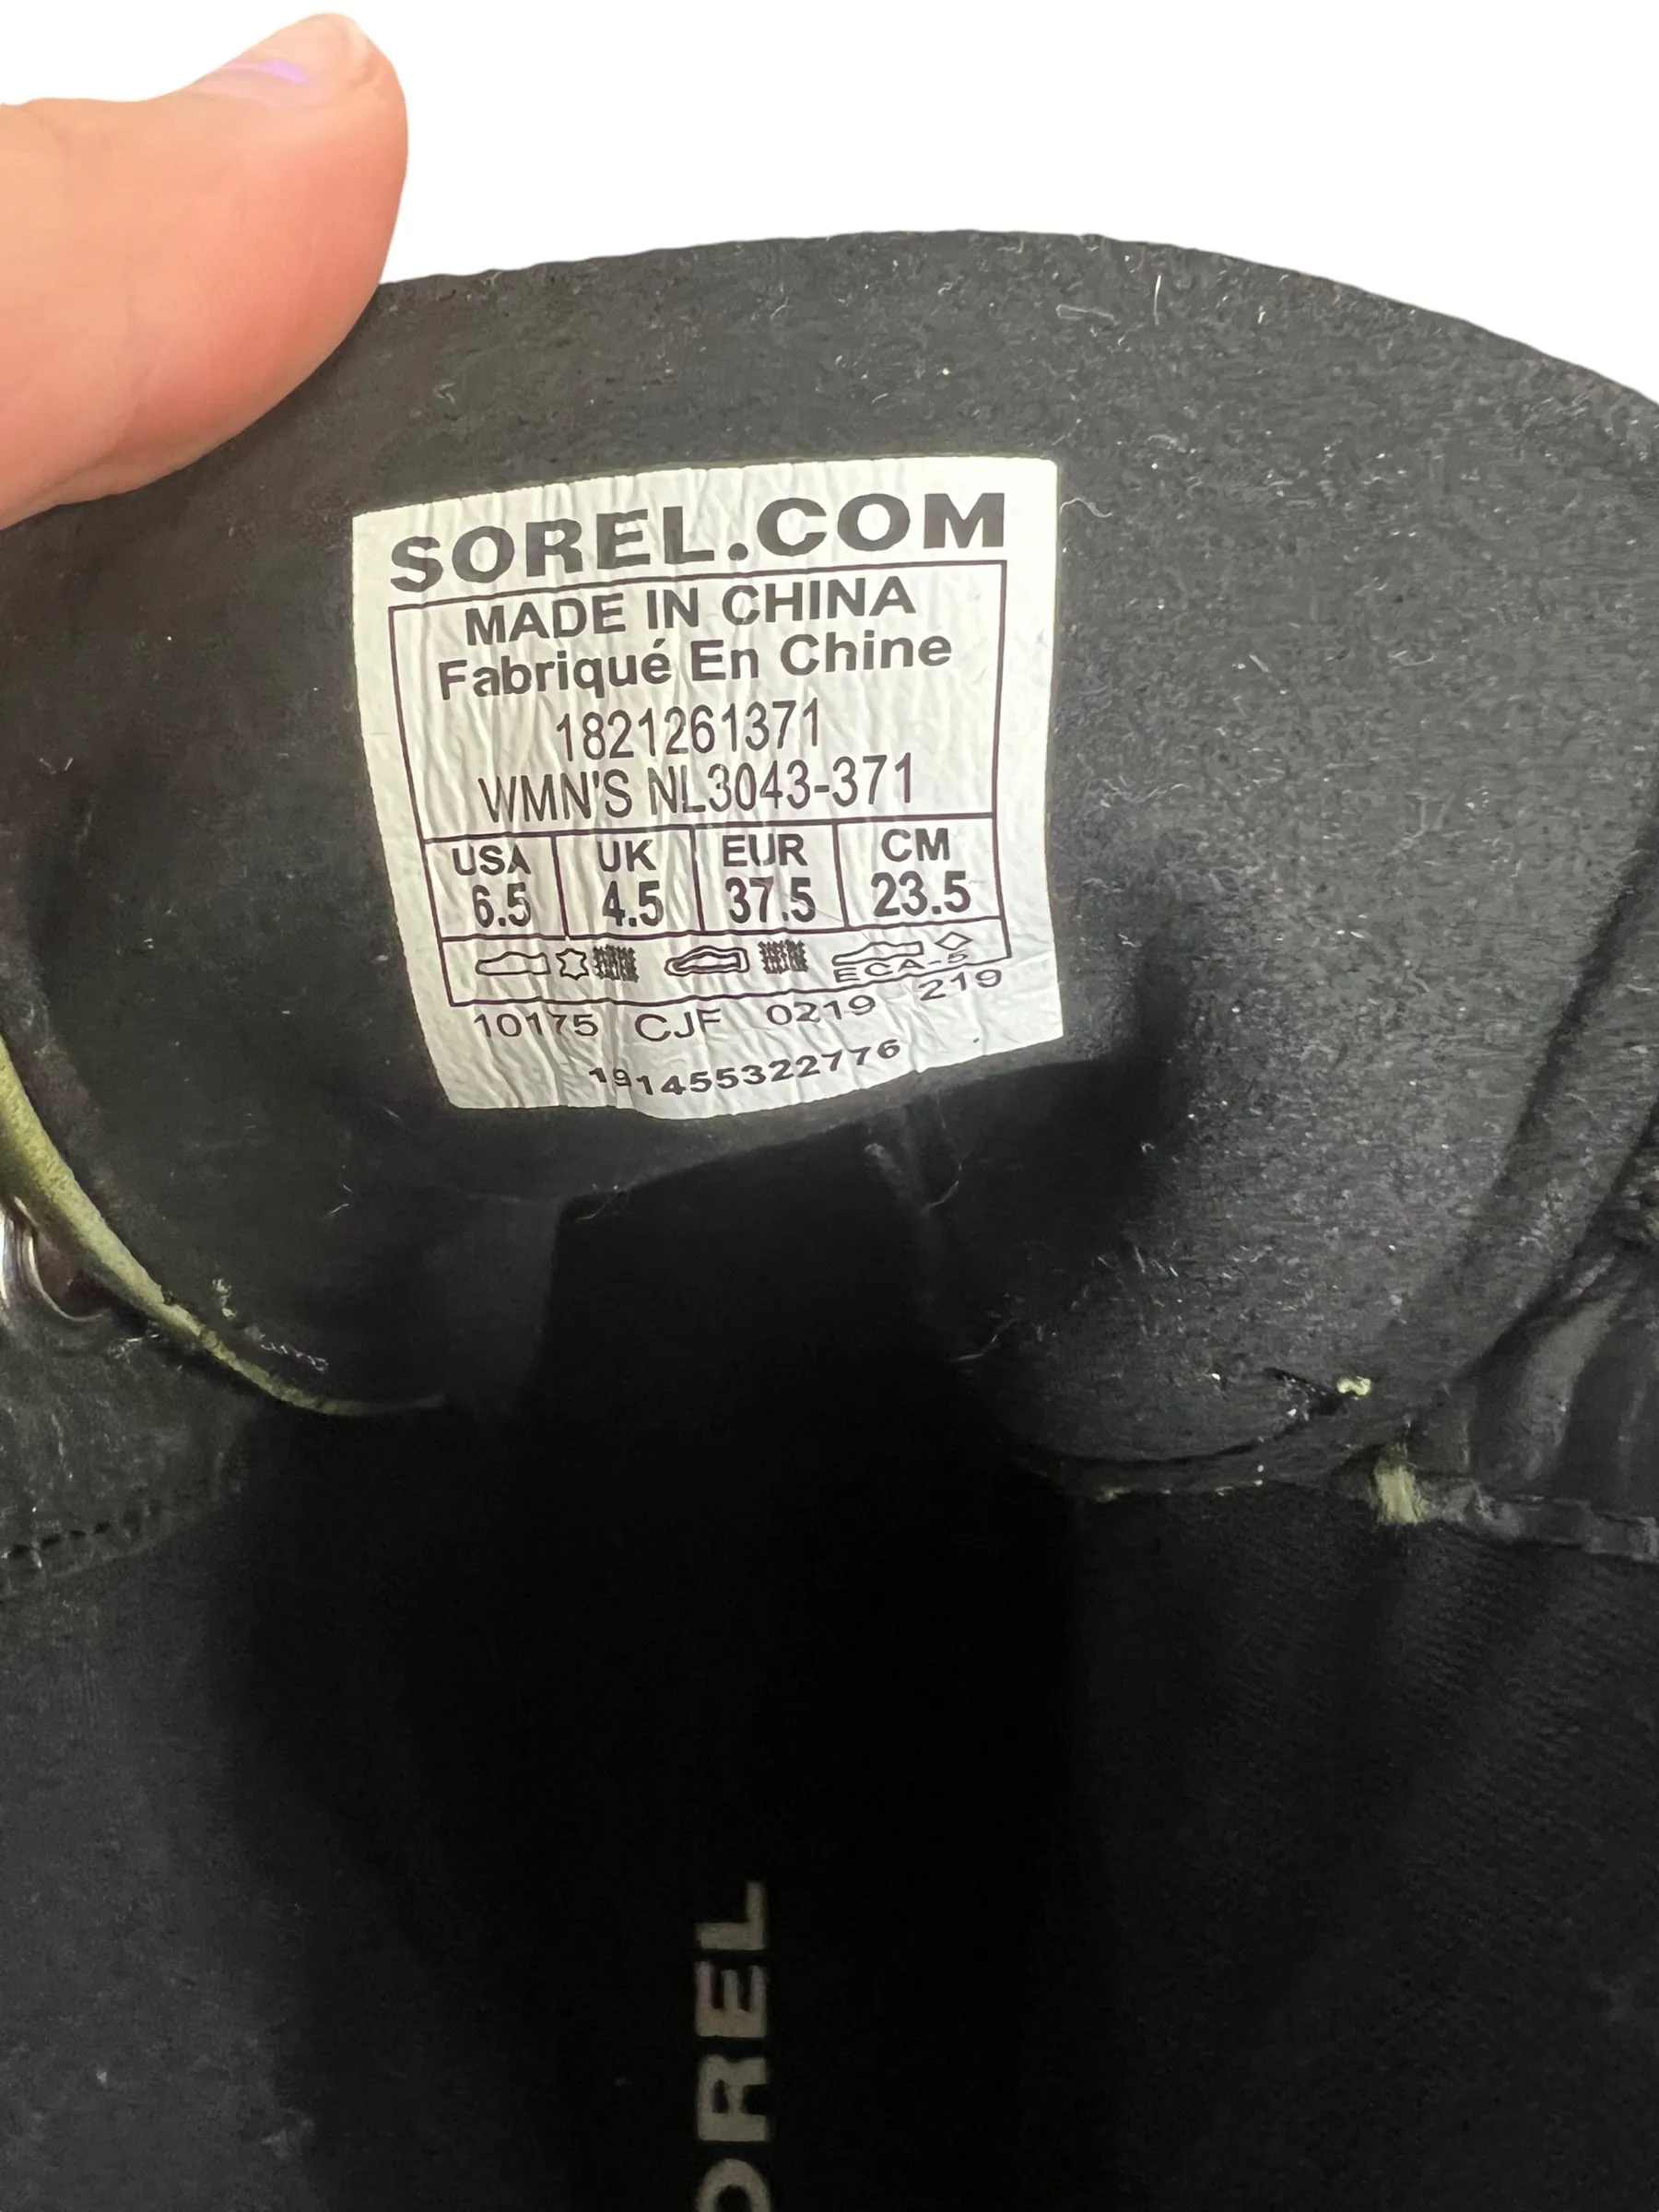 SOREL.COM
MADE IN CHINA
Fabriqué En Chine
1821261371
WMN'S NL3043-371
USA UK EUR CM
6.5 4.5 37.5 23.5
ECA-5
10175 CJF 0219 219
191455322776
OREL